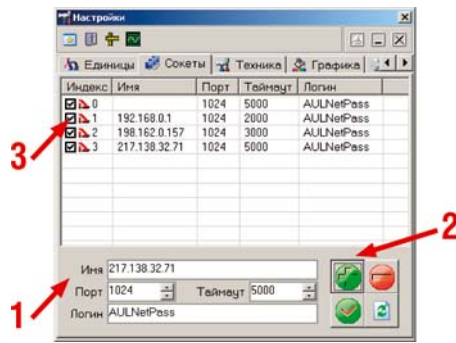 Настройки
Единицы Сокеты Техника Графика
Индекс Имя Порт Таймаут Логин
0 1024 5000 AULNetPass
1 192.168.0.1 1024 2000 AULNetPass
2 198.162.0.157 1024 3000 AULNetPass
3 217.138.32.71 1024 5000 AULNetPass
3
2
Имя 217.138.32.71
1
Порт 1024 Таймаут 5000
Логин AULNetPass